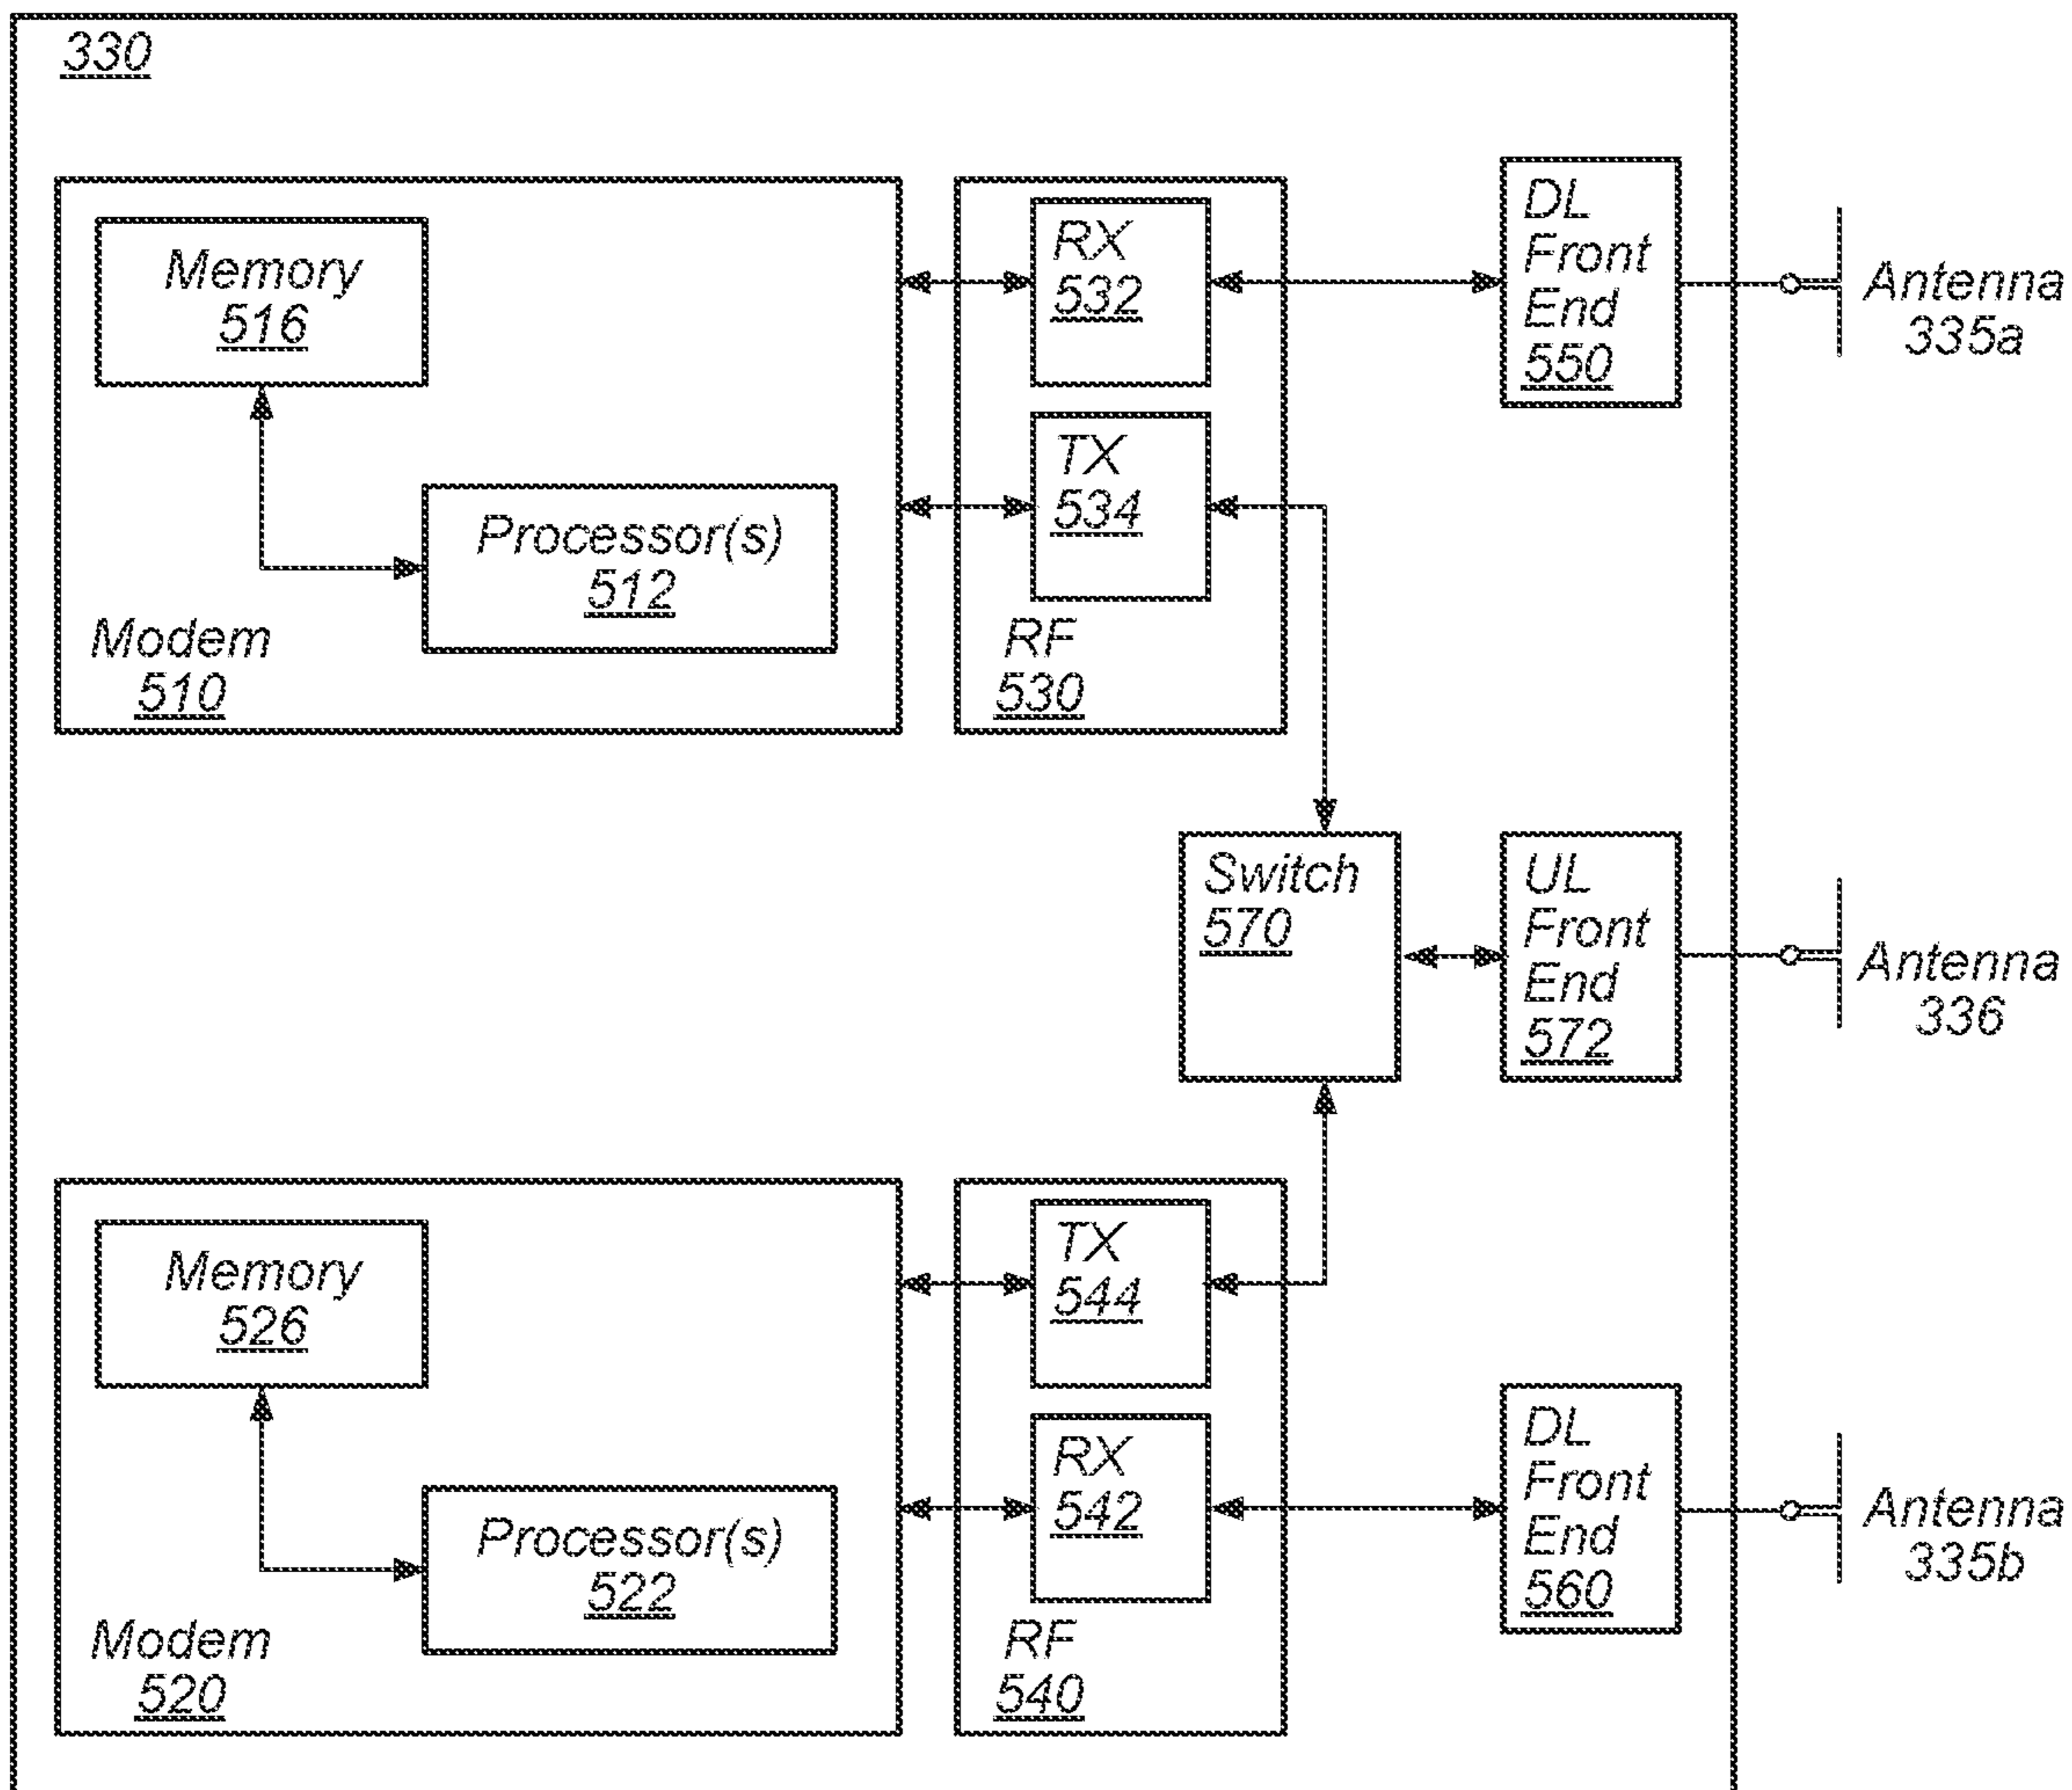 330
Memory
516
Processor(s)
512
Modem
510
RX
532
TX
534
RF
530
DL
Front
End
550
Antenna
335a
Switch
570
UL
Front
End
572
Antenna
336
Memory
526
Processor(s)
522
Modem
520
TX
544
RX
542
RF
540
DL
Front
End
560
Antenna
335b